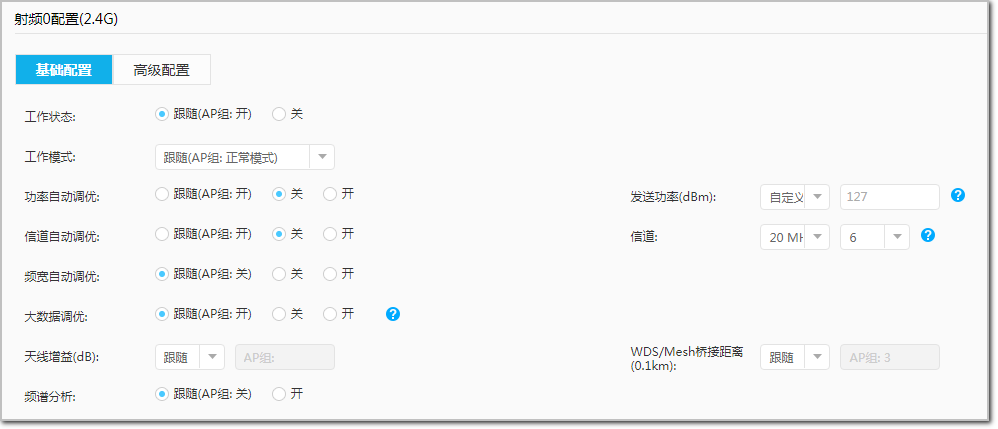 射频0配置(2.4G)
基础配置 高级配置
工作状态: 跟随(AP组: 开) 关
工作模式: 跟随(AP组: 正常模式)
功率自动调优: 跟随(AP组: 开) 关 开 发送功率(dBm): 自定义 127 ?
信道自动调优: 跟随(AP组: 开) 关 开 信道: 20 MH 6 ?
频宽自动调优: 跟随(AP组: 关) 关 开
大数据调优: 跟随(AP组: 开) 关 开 ?
天线增益(dB): 跟随 AP组: WDS/Mesh桥接距离 跟随 AP组: 3
(0.1km):
频谱分析: 跟随(AP组: 关) 开